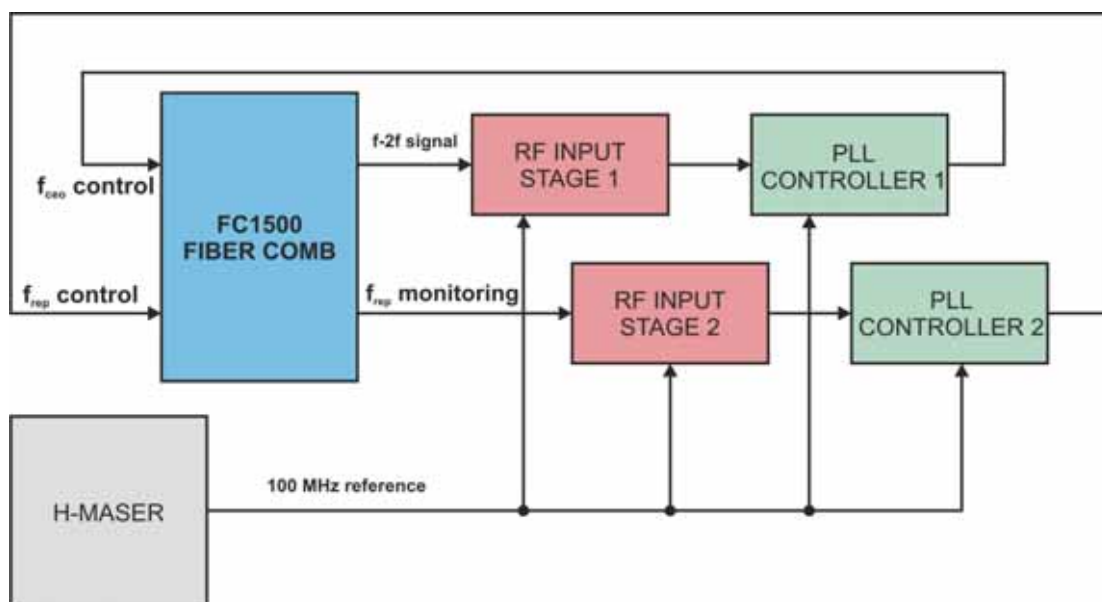 f-2f signal
RF INPUT
STAGE 1
PLL
CONTROLLER 1
fceo control
FC1500
FIBER COMB
frep control
frep monitoring
RF INPUT
STAGE 2
PLL
CONTROLLER 2
100 MHz reference
H-MASER